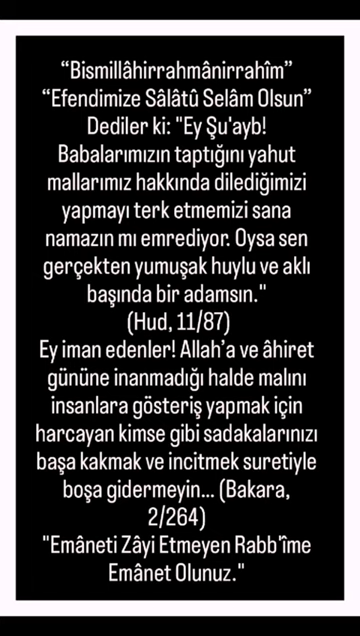 “Bismillâhirrahmânirrahîm”
“Efendimize Sâlâtû Selâm Olsun”
Dediler ki: "Ey Şu'ayb!
Babalarımızın taptığını yahut
mallarımız hakkında dilediğimizi
yapmayı terk etmemizi sana
namazın mı emrediyor. Oysa sen
gerçekten yumuşak huylu ve aklı
başında bir adamsın."
(Hud, 11/87)
Ey iman edenler! Allah’a ve âhiret
gününe inanmadığı halde malını
insanlara gösteriş yapmak için
harcayan kimse gibi sadakalarınızı
başa kakmak ve incitmek suretiyle
boşa gidermeyin... (Bakara,
2/264)
"Emâneti Zâyi Etmeyen Rabb'îme
Emânet Olunuz."